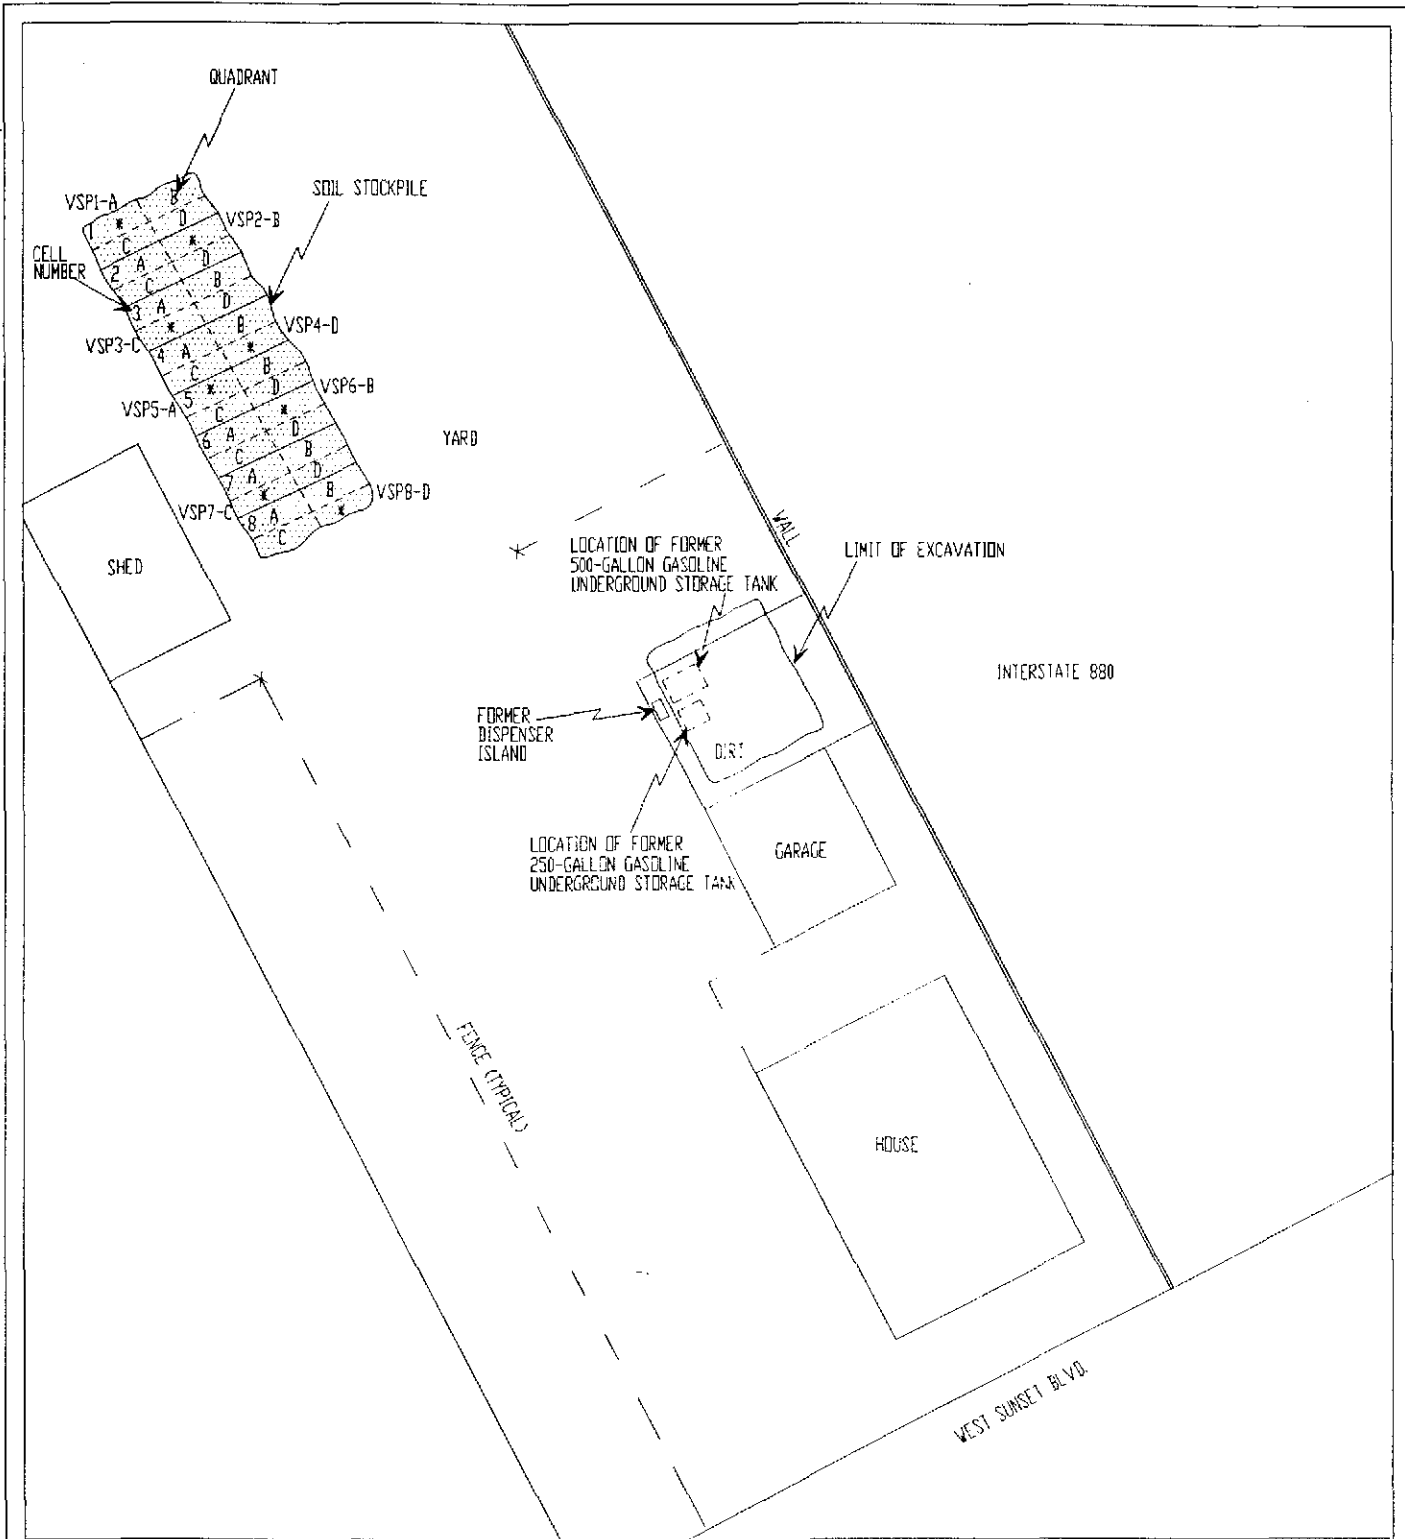 QUADRANT
SOIL STOCKPILE
VSP1-A
B
1
*
D
VSP2-B
C
*
CELL
NUMBER
2
A
D
C
B
3
A
D
*
B
VSP4-D
VSP3-C
4
A
*
C
B
*
D
VSP6-B
VSP5-A
5
C
*
6
A
D
C
B
7
A
D
*
B
VSP8-D
VSP7-C
8
A
*
C
YARD
SHED
WALL
LOCATION OF FORMER
500-GALLON GASOLINE
UNDERGROUND STORAGE TANK
LIMIT OF EXCAVATION
INTERSTATE 880
FORMER
DISPENSER
ISLAND
DIRT
LOCATION OF FORMER
250-GALLON GASOLINE
UNDERGROUND STORAGE TANK
GARAGE
FENCE (TYPICAL)
HOUSE
WEST SUNSET BLVD.